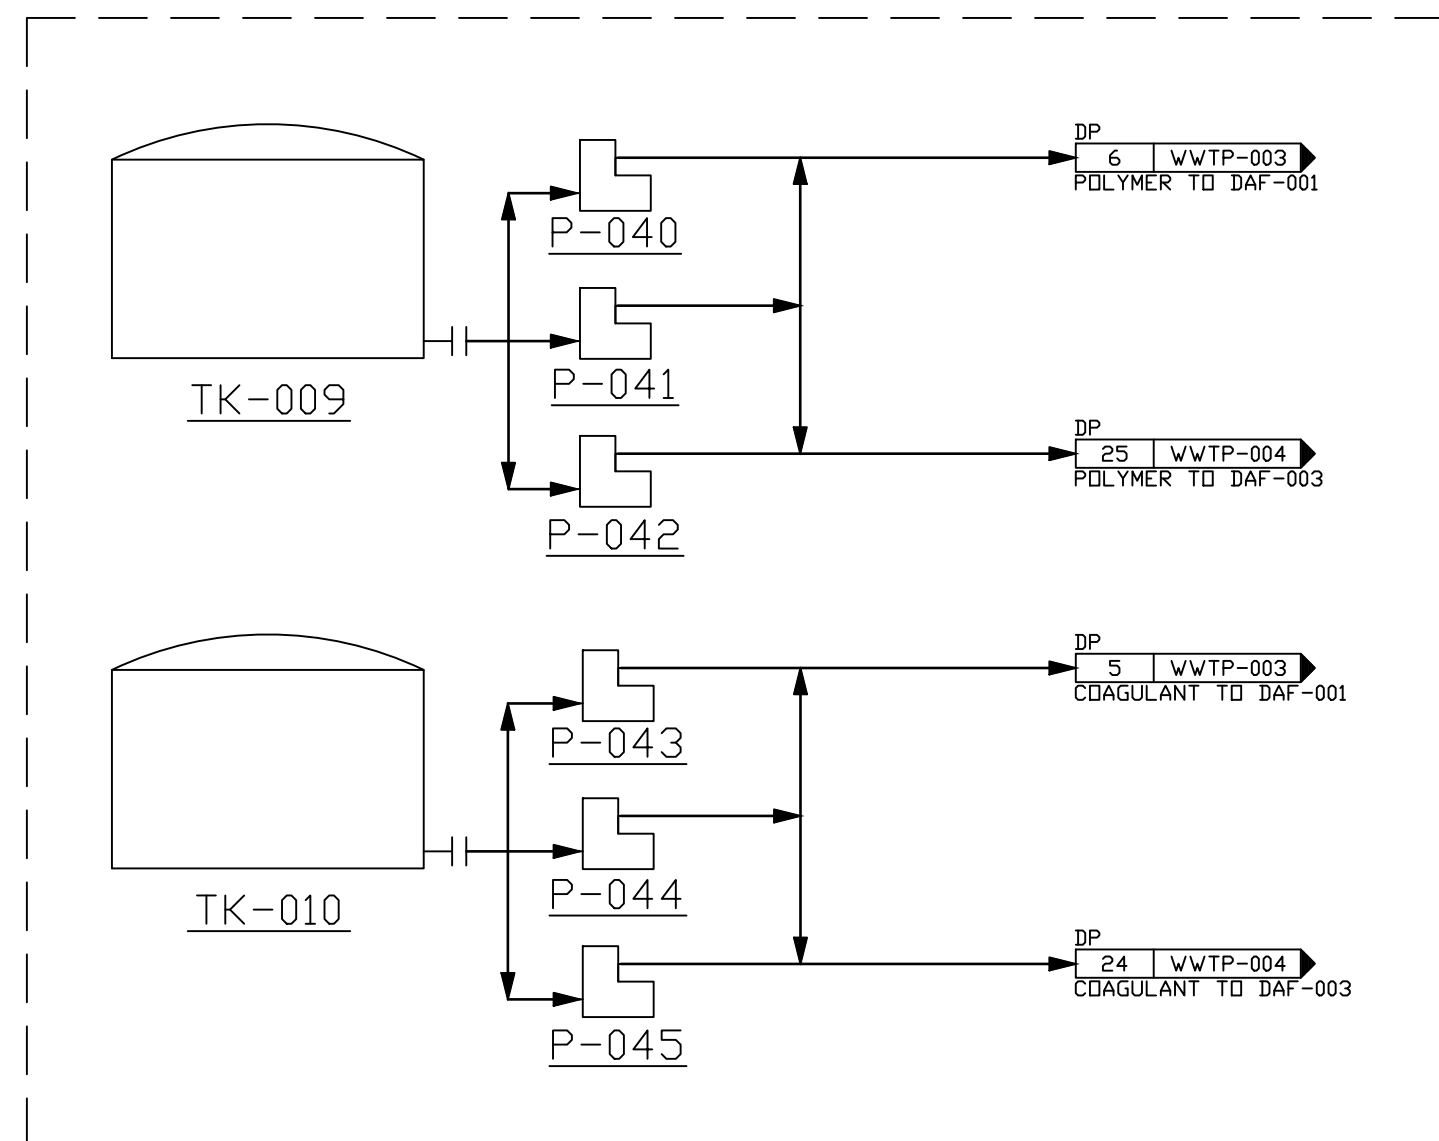 DP
6 WWTP-003
POLYMER TO DAF-001
P-040
P-041
TK-009
DP
25 WWTP-004
POLYMER TO DAF-003
P-042
DP
5 WWTP-003
COAGULANT TO DAF-001
P-043
P-044
TK-010
DP
24 WWTP-004
COAGULANT TO DAF-003
P-045